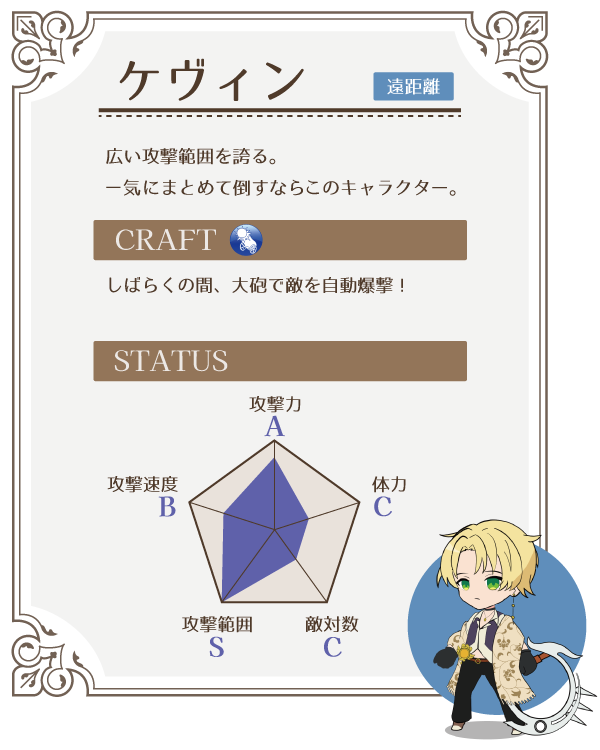 ケヴィン
遠距離
広い攻撃範囲を誇る。
一気にまとめて倒すならこのキャラクター。
CRAFT
しばらくの間、大砲で敵を自動爆撃！
STATUS
攻撃力
A
攻撃速度
B
体力
C
攻撃範囲
S
敵対数
C